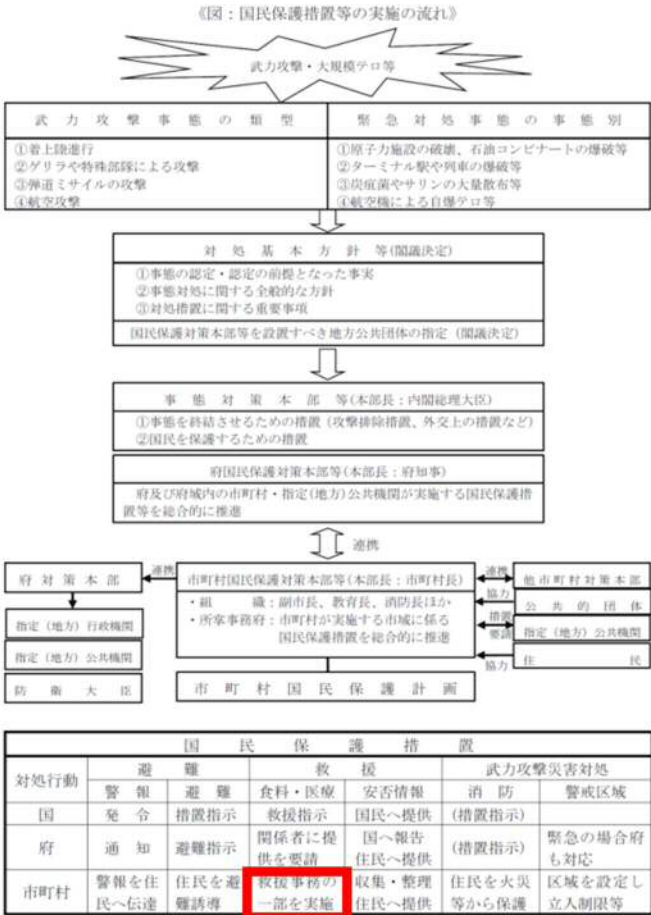 《図：国民保護措置等の実施の流れ》
武力攻撃・大規模テロ等
武力攻撃事態の類型
①着上陸進行
②ゲリラや特殊部隊による攻撃
③弾道ミサイルの攻撃
④航空攻撃
緊急対処事態の事態別
①原子力施設の破壊、石油コンビナートの爆破等
②ターミナル駅や列車の爆破等
③炭疽菌やサリンの大量散布等
④航空機による自爆テロ等
対処基本方針等(閣議決定)
①事態の認定・認定の前提となった事実
②事態対処に関する全般的な方針
③対処措置に関する重要事項
国民保護対策本部等を設置すべき地方公共団体の指定（閣議決定）
事態対策本部等(本部長：内閣総理大臣)
①事態を終結させるための措置（攻撃排除措置、外交上の措置など）
②国民を保護するための措置
府国民保護対策本部等(本部長：府知事)
府及び府域内の市町村・指定(地方)公共機関が実施する国民保護措
置等を総合的に推進
連携
府対策本部
指定（地方）行政機関
指定（地方）公共機関
防衛大臣
連携
市町村国民保護対策本部等(本部長：市町村長)
・組織：副市長、教育長、消防長ほか
・所掌事務府：市町村が実施する市域に係る
国民保護措置を総合的に推進
市町村国民保護計画
連携
協力
措置
要請
協力
他市町村対策本部
公共的団体
指定（地方）公共機関
住民
国民保護措置
対処行動 避難 救援 武力攻撃災害対処
警報 避難 食料・医療 安否情報 消防 警戒区域
国 発令 措置指示 救援指示 国民へ提供 (措置指示)
府 通知 避難指示 関係者に提 国へ報告 (措置指示) 緊急の場合府
供を要請 住民へ提供 も対応
市町村 警報を住 住民を避 救援事務の 収集・整理 住民を火災 区域を設定し
民へ伝達 難誘導 一部を実施 住民へ提供 等から保護 立入制限等